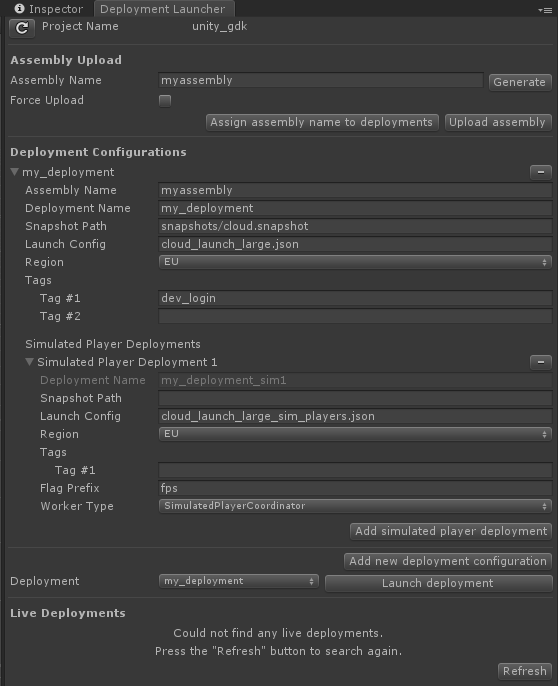 Inspector Deployment Launcher
Project Name unity_gdk
Assembly Upload
Assembly Name myassembly Generate
Force Upload
Assign assembly name to deployments Upload assembly
Deployment Configurations
my_deployment
Assembly Name myassembly
Deployment Name my_deployment
Snapshot Path snapshots/cloud.snapshot
Launch Config cloud_launch_large.json
Region EU
Tags
Tag #1 dev_login
Tag #2
Simulated Player Deployments
Simulated Player Deployment 1
Deployment Name my_deployment_sim1
Snapshot Path
Launch Config cloud_launch_large_sim_players.json
Region EU
Tags
Tag #1
Flag Prefix fps
Worker Type SimulatedPlayerCoordinator
Add simulated player deployment
Add new deployment configuration
Deployment my_deployment Launch deployment
Live Deployments
Could not find any live deployments.
Press the "Refresh" button to search again.
Refresh